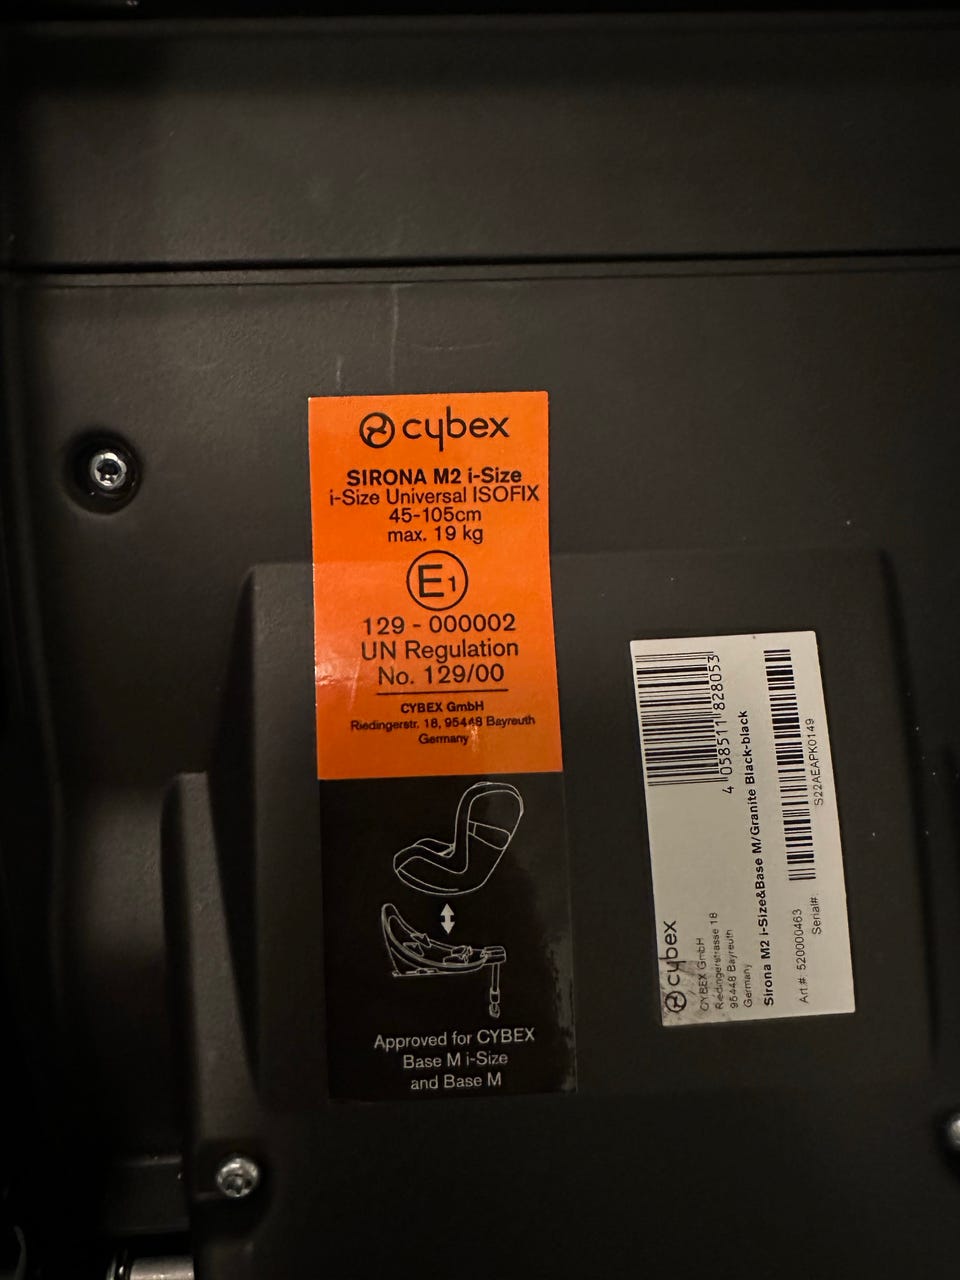 cybex
SIRONA M2 i-Size
i-Size Universal ISOFIX
45-105cm
max. 19 kg
E1
129 - 000002
UN Regulation
No. 129/00
CYBEX GmbH
Riedingerstr. 18, 95448 Bayreuth
Germany
Approved for CYBEX
Base M i-Size
and Base M
cybex
CYBEX GmbH
Riedingerstrasse 18
95448 Bayreuth
Germany
4 058511 828053
Sirona M2 i-Size&Base M/Granite Black-black
Art.#: 520000463
Serial#:
S22AEAPK0149